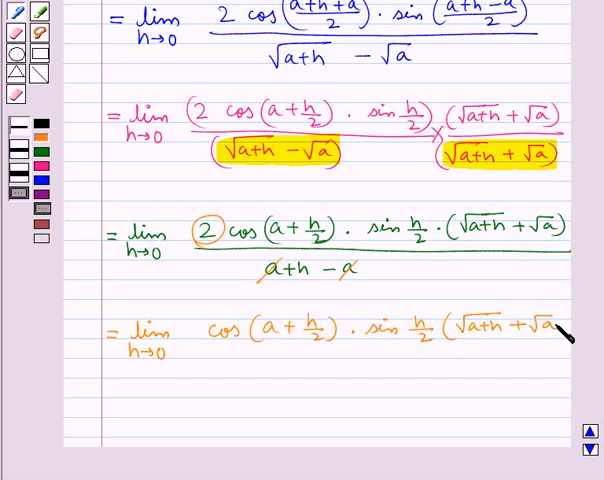 = lim h→0 2 cos((a+h+a)/2) · sin((a+h−a)/2) / √(a+h) − √a
= lim h→0 (2 cos(a+h/2) · sin h/2) / (√(a+h) − √a) × (√(a+h) + √a) / (√(a+h) + √a)
= lim h→0 2 cos(a+h/2) · sin h/2 · (√(a+h) + √a) / a+h −a
= lim h→0 cos(a+h/2) · sin h/2 (√(a+h) + √a